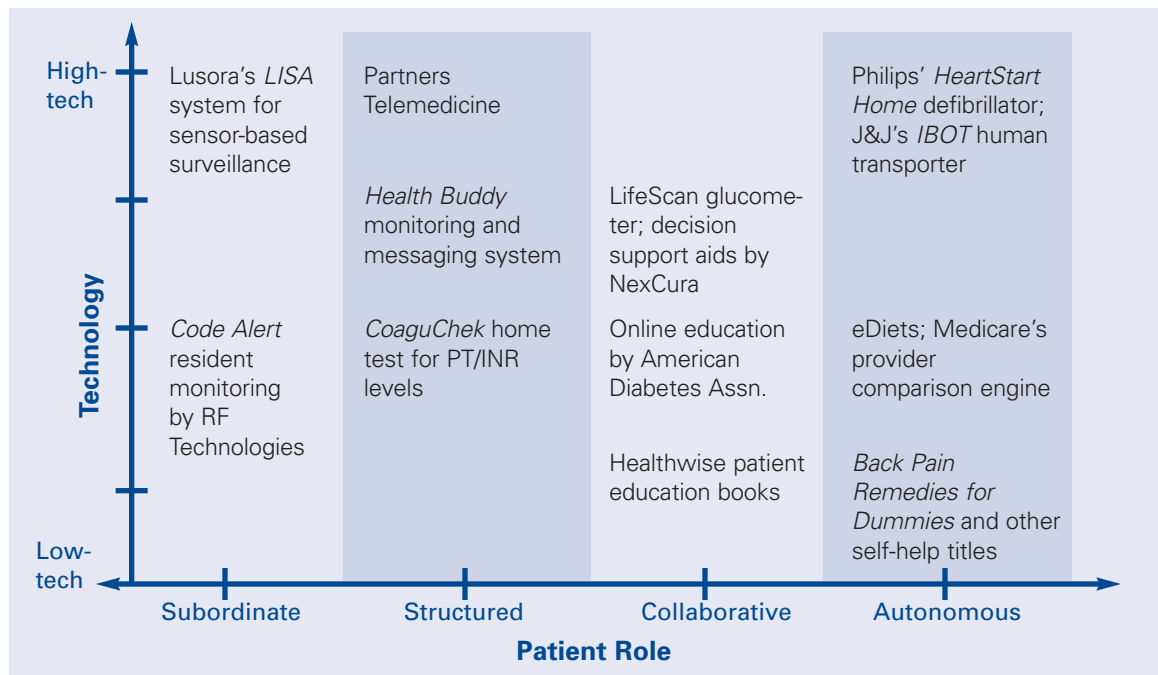 High-
tech
Technology
Low-
tech
Lusora's LISA
system for
sensor-based
surveillance
Code Alert
resident
monitoring
by RF
Technologies
Partners
Telemedicine
Health Buddy
monitoring and
messaging system
CoaguChek home
test for PT/INR
levels
LifeScan glucome-
ter; decision
support aids by
NexCura
Online education
by American
Diabetes Assn.
Healthwise patient
education books
Philips' HeartStart
Home defibrillator;
J&J's IBOT human
transporter
eDiets; Medicare's
provider
comparison engine
Back Pain
Remedies for
Dummies and other
self-help titles
Subordinate
Structured
Collaborative
Autonomous
Patient Role